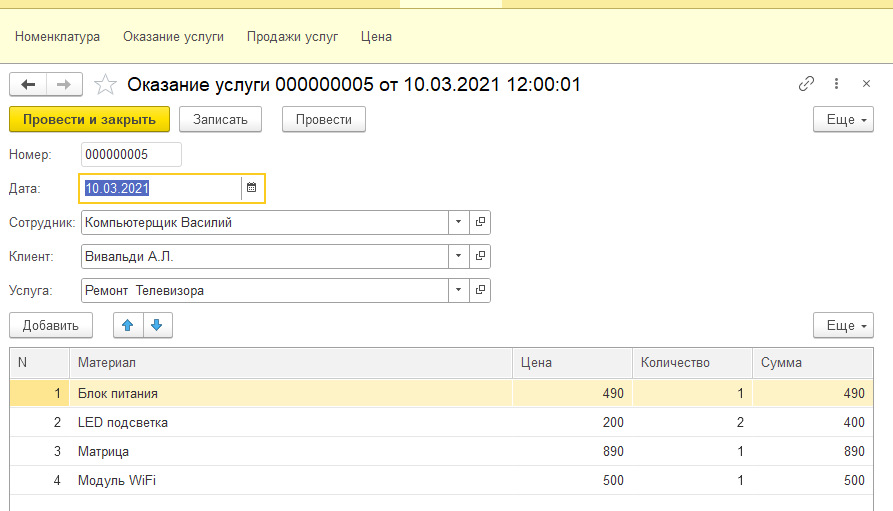 Номенклатура Оказание услуги Продажи услуг Цена
Оказание услуги 000000005 от 10.03.2021 12:00:01
Провести и закрыть Записать Провести Еще
Номер: 000000005
Дата: 10.03.2021
Сотрудник: Компьютерщик Василий
Клиент: Вивальди А.Л.
Услуга: Ремонт Телевизора
Добавить Еще
N Материал Цена Количество Сумма
1 Блок питания 490 1 490
2 LED подсветка 200 2 400
3 Матрица 890 1 890
4 Модуль WiFi 500 1 500